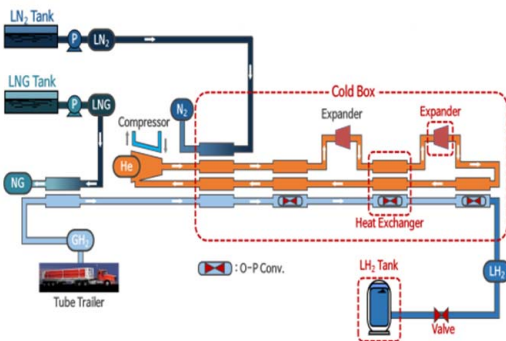 LN₂ Tank
P
LN₂
LNG Tank
P
LNG
N₂
Cold Box
Compressor
Expander
Expander
He
NG
Heat Exchanger
GH₂
: O-P Conv.
LH₂ Tank
LH₂
Tube Trailer
Valve